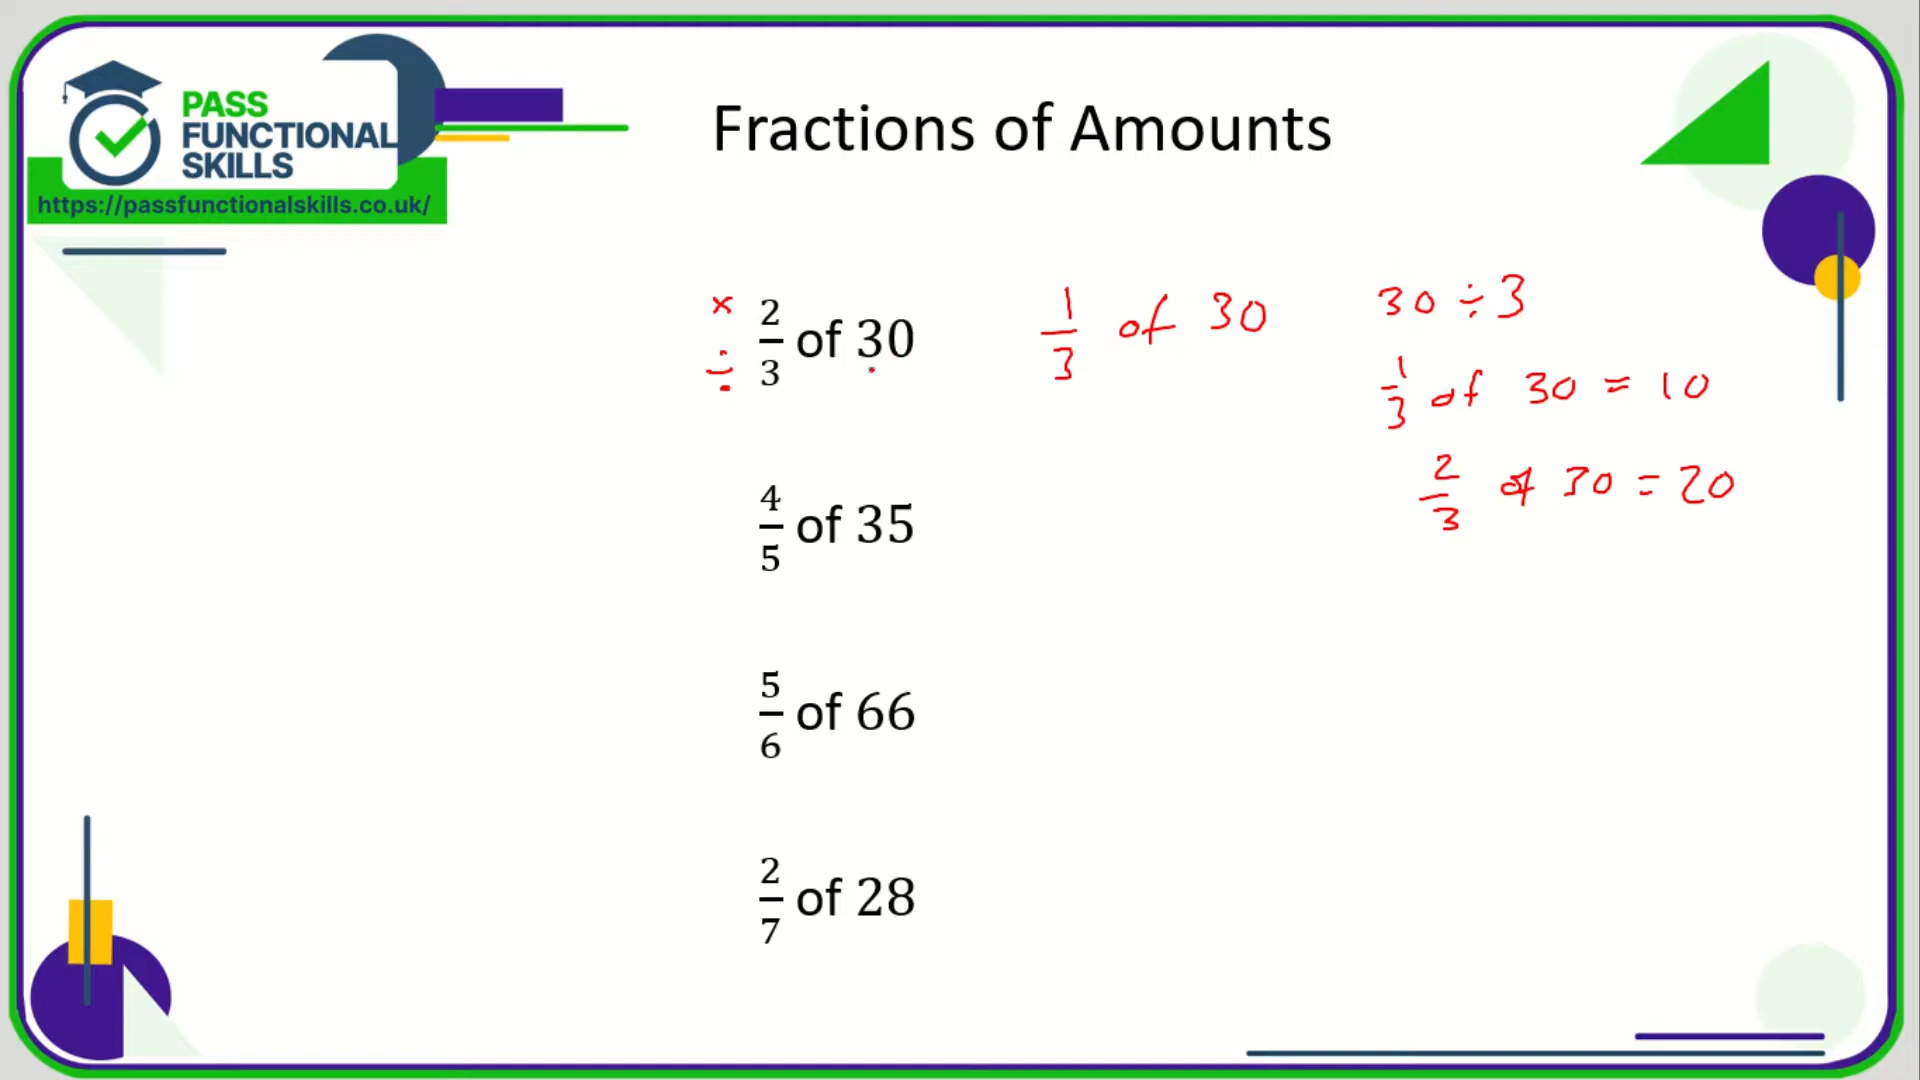 PASS
FUNCTIONAL
SKILLS
https://passfunctionalskills.co.uk/
Fractions of Amounts
× ÷ 2/3 of 30
1/3 of 30
30 ÷ 3
1/3 of 30 = 10
2/3 of 30 = 20
4/5 of 35
5/6 of 66
2/7 of 28